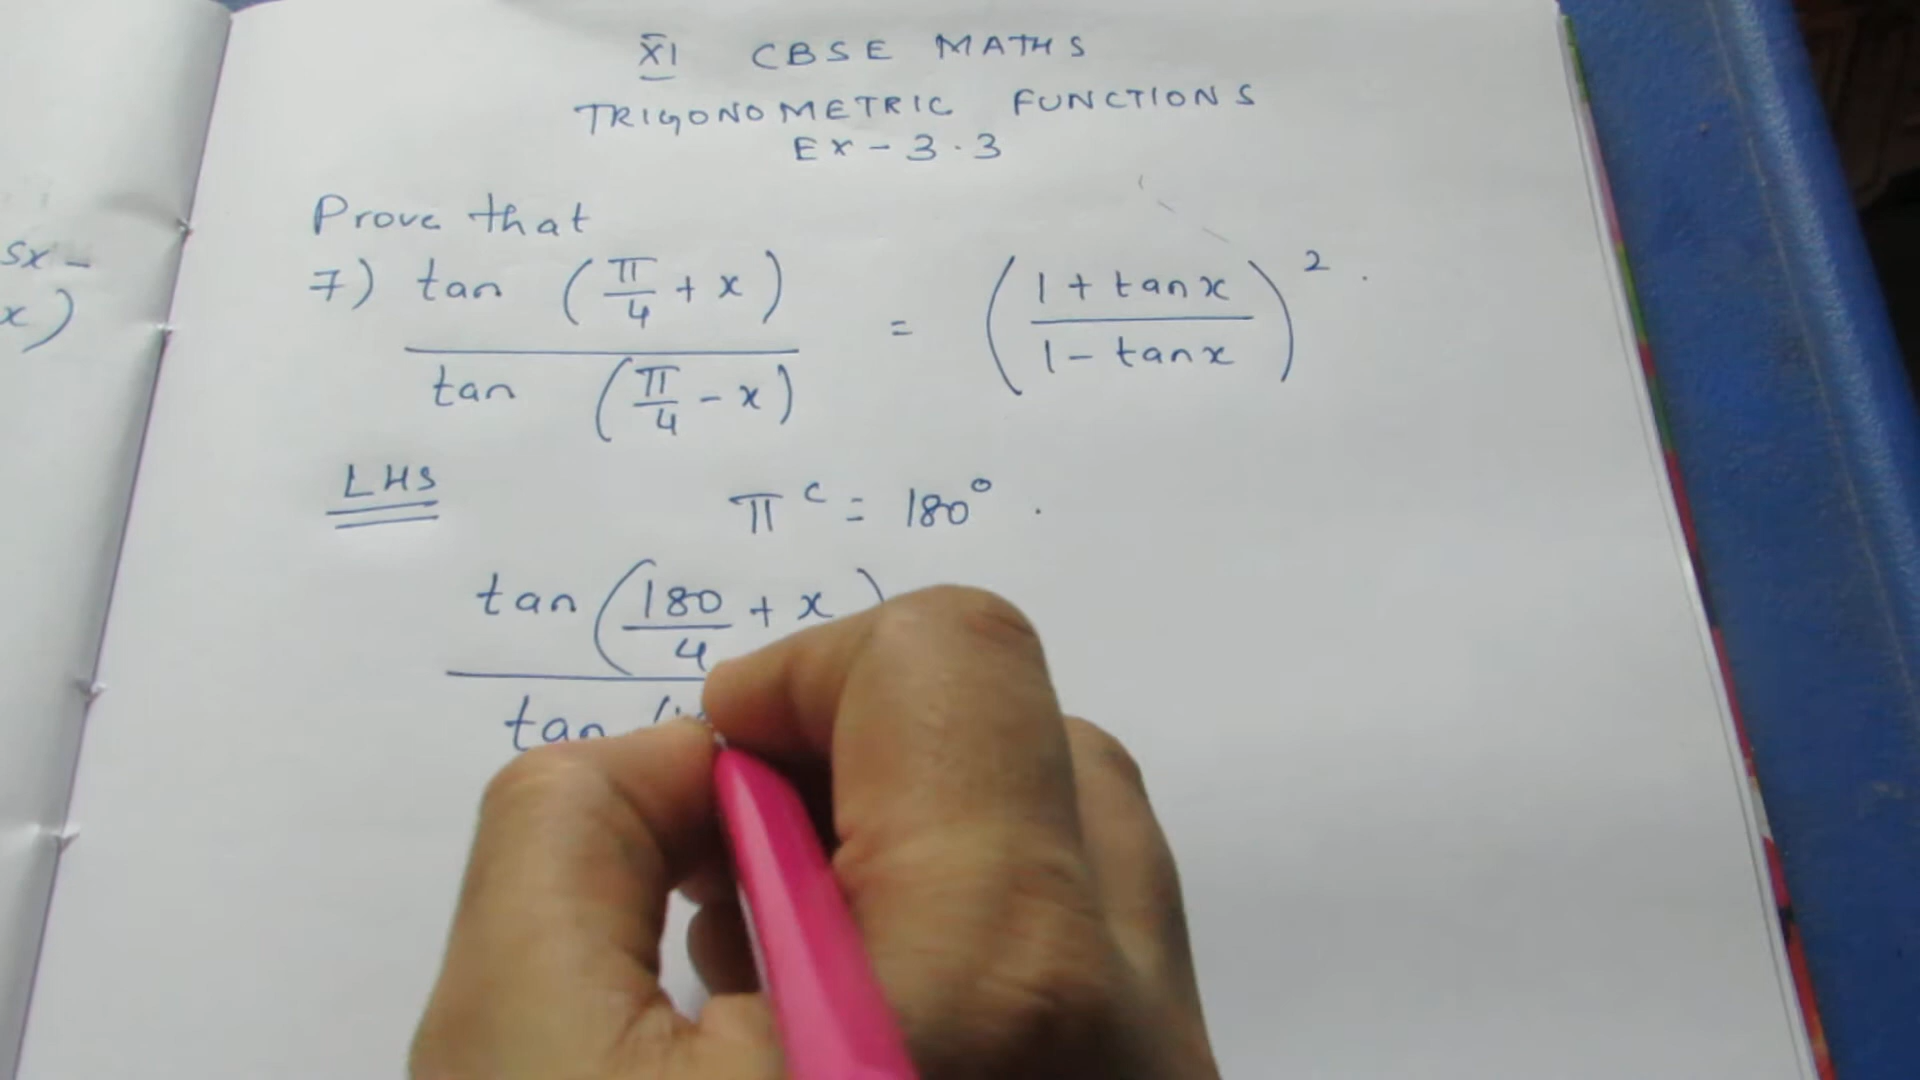 XI CBSE MATHS
TRIGONOMETRIC FUNCTIONS
EX - 3.3
Prove that
7) tan (π/4 + x) / tan (π/4 - x) = ((1 + tan x) / (1 - tan x))² .
5x -
x)
LHS
π^c = 180° .
tan (180/4 + x)
tan (